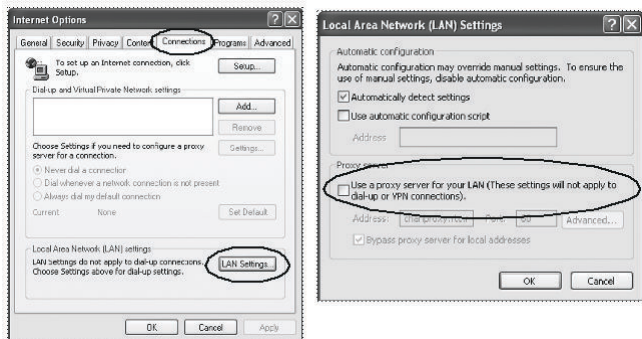 Internet Options
General Security Privacy Content Connections Programs Advanced
To set up an Internet connection, click
Setup.
Setup...
Dial-up and Virtual Private Network settings
Add...
Remove
Choose Settings if you need to configure a proxy
server for a connection.
Settings...
Never dial a connection
Dial whenever a network connection is not present
Always dial my default connection
Current None
Set Default
Local Area Network (LAN) settings
LAN Settings do not apply to dial-up connections.
Choose Settings above for dial-up settings.
LAN Settings...
OK Cancel Apply
Local Area Network (LAN) Settings
Automatic configuration
Automatic configuration may override manual settings. To ensure the
use of manual settings, disable automatic configuration.
Automatically detect settings
Use automatic configuration script
Address
Proxy server
Use a proxy server for your LAN (These settings will not apply to
dial-up or VPN connections).
Address: Port: 80 Advanced...
Bypass proxy server for local addresses
OK Cancel